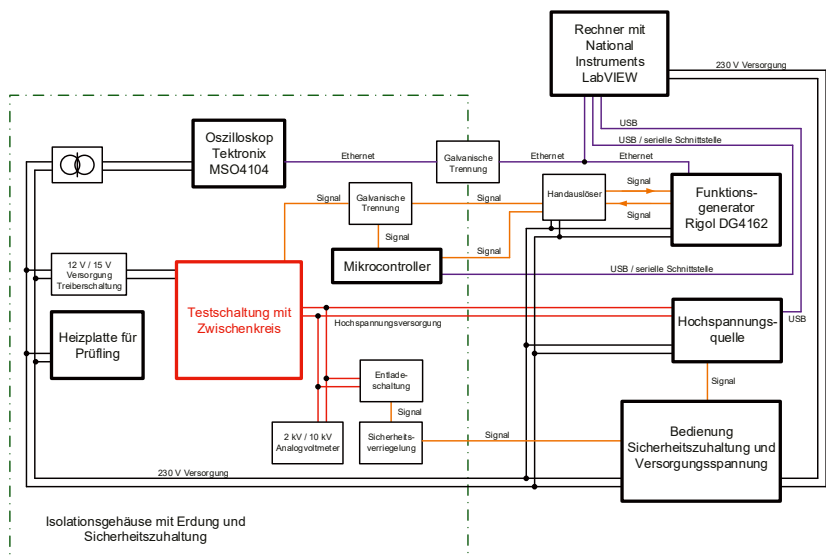 Rechner mit
National
Instruments
LabVIEW
230 V Versorgung
USB
USB / serielle Schnittstelle
Oszilloskop
Tektronix
MSO4104
Ethernet
Galvanische
Trennung
Ethernet
Ethernet
Signal
Handauslöser
Signal
Funktions-
generator
Rigol DG4162
Signal
Galvanische
Trennung
Signal
Signal
Signal
Mikrocontroller
USB / serielle Schnittstelle
12 V / 15 V
Versorgung
Treiberschaltung
Testschaltung mit
Zwischenkreis
Hochspannungsversorgung
Hochspannungs-
quelle
USB
Heizplatte für
Prüfling
Entlade-
schaltung
Signal
Signal
2 kV / 10 kV
Analogvoltmeter
Sicherheits-
verriegelung
Signal
Bedienung
Sicherheitszuhaltung und
Versorgungsspannung
230 V Versorgung
Isolationsgehäuse mit Erdung und
Sicherheitszuhaltung